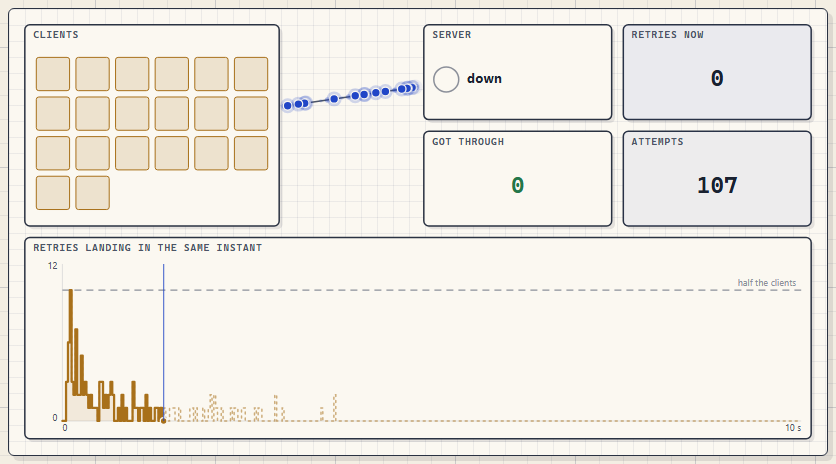 CLIENTS
SERVER
down
RETRIES NOW
0
GOT THROUGH
0
ATTEMPTS
107
RETRIES LANDING IN THE SAME INSTANT
12
half the clients
0
0
10 s